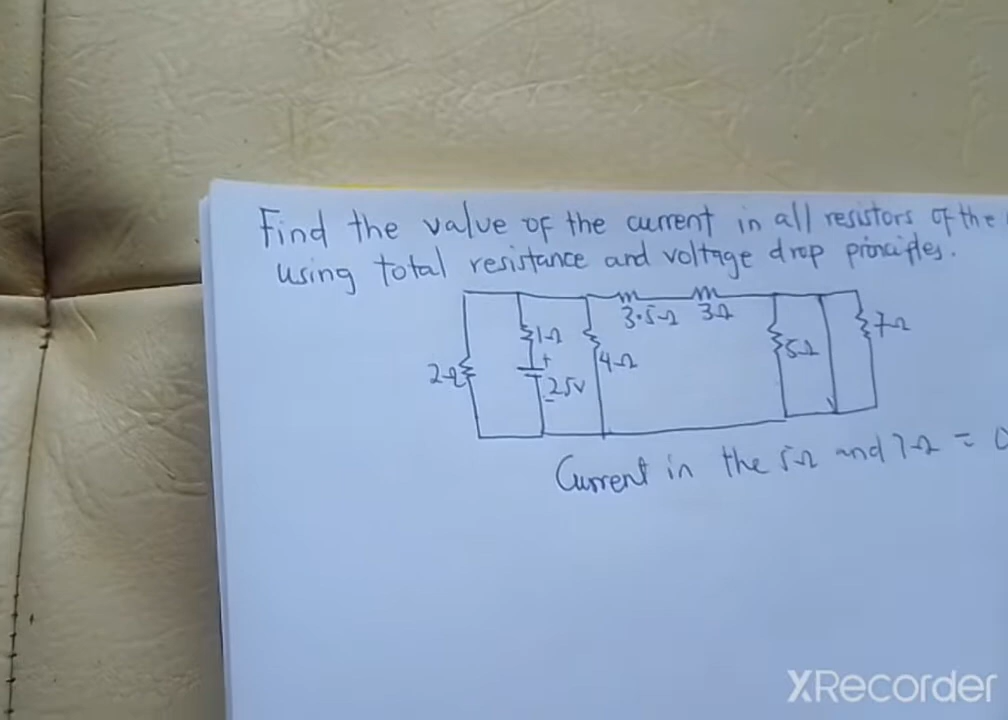 Find the value of the current in all resistors of the
using total resistance and voltage drop principles.
3.5Ω 3Ω
7Ω
1Ω
+
5Ω
4Ω
2Ω
- 25V
Current in the 5Ω and 7Ω = 0
XRecorder